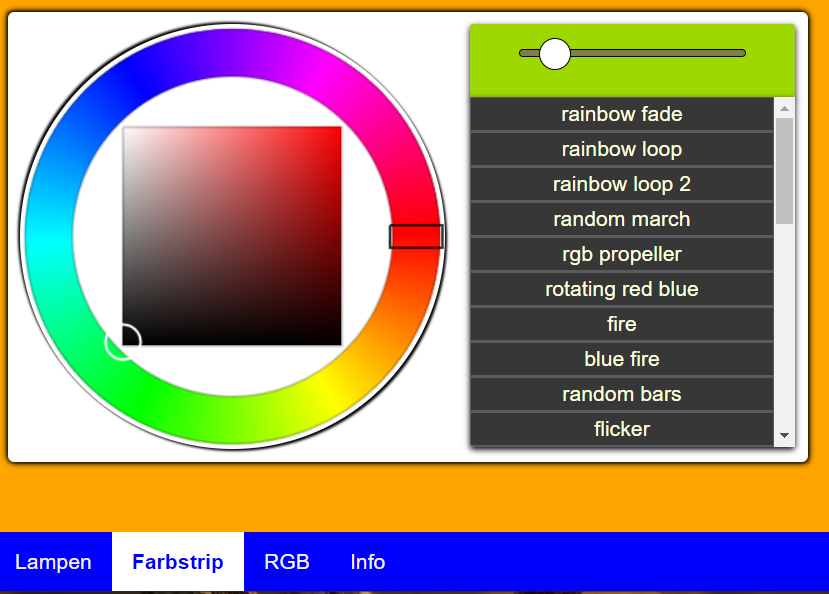 rainbow fade
rainbow loop
rainbow loop 2
random march
rgb propeller
rotating red blue
fire
blue fire
random bars
flicker
Lampen Farbstrip RGB Info